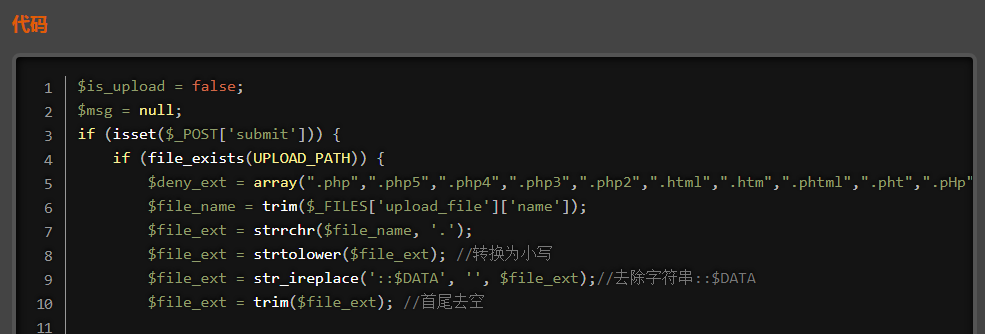 代码
1 $is_upload = false;
2 $msg = null;
3 if (isset($_POST['submit'])) {
4     if (file_exists(UPLOAD_PATH)) {
5         $deny_ext = array(".php",".php5",".php4",".php3",".php2",".html",".htm",".phtml",".pht",".pHp"
6         $file_name = trim($_FILES['upload_file']['name']);
7         $file_ext = strrchr($file_name, '.');
8         $file_ext = strtolower($file_ext); //转换为小写
9         $file_ext = str_ireplace('::$DATA', '', $file_ext);//去除字符串::$DATA
10         $file_ext = trim($file_ext); //首尾去空
11